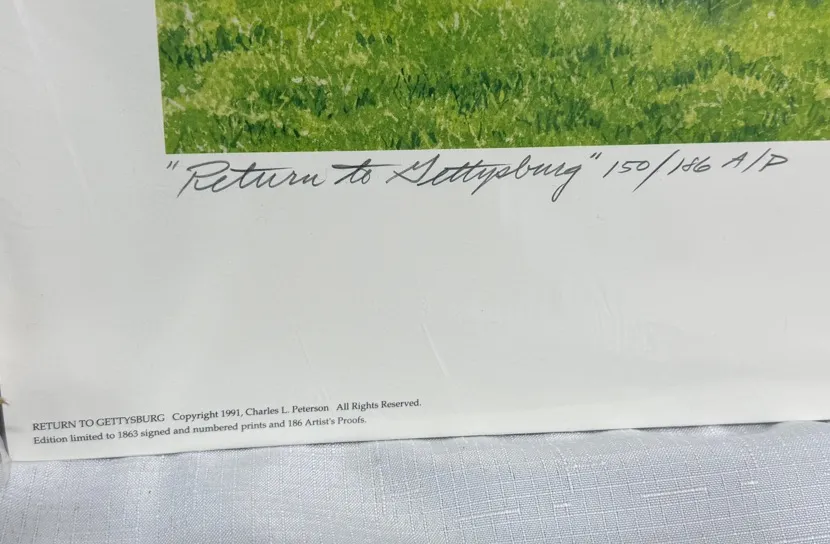 "Return to Gettysburg" 150/186 A/P
RETURN TO GETTYSBURG Copyright 1991, Charles L. Peterson All Rights Reserved.
Edition limited to 1863 signed and numbered prints and 186 Artist's Proofs.